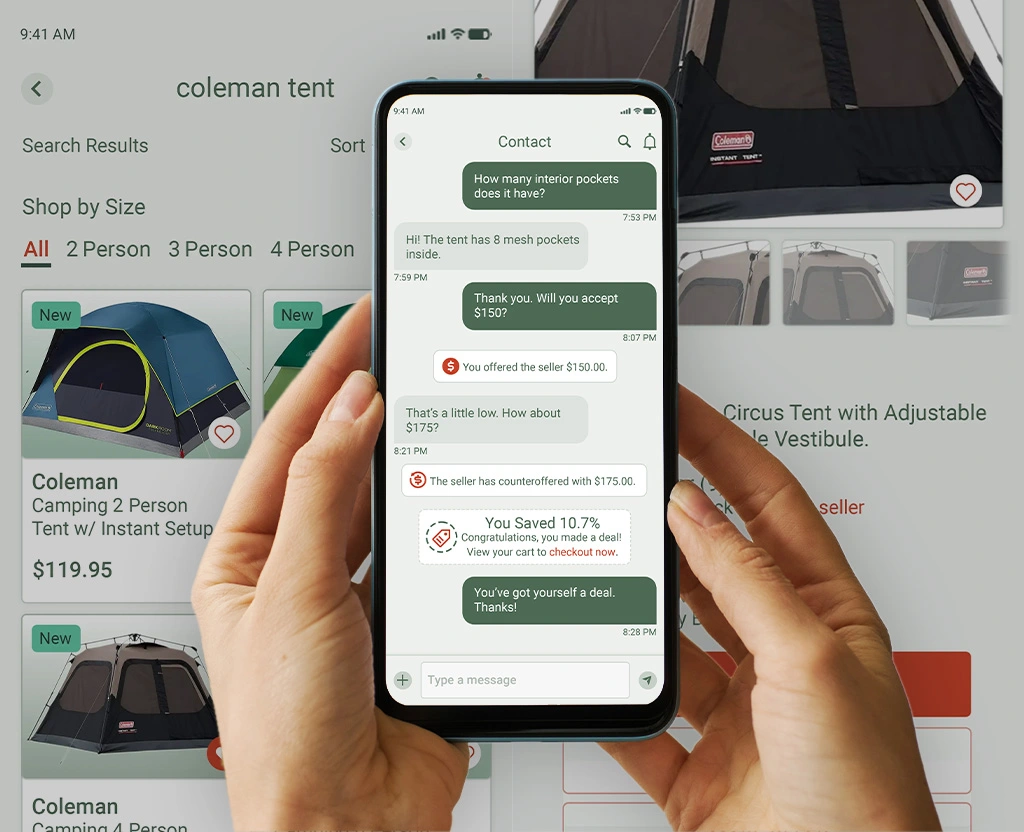 9:41 AM
coleman tent
Search Results
Sort
Shop by Size
All 2 Person 3 Person 4 Person
New
New
Coleman
Camping 2 Person
Tent w/ Instant Setup
$119.95
New
Coleman
Camping 4 Person
9:41 AM
Contact
How many interior pockets
does it have?
7:53 PM
Hi! The tent has 8 mesh pockets
inside.
7:59 PM
Thank you. Will you accept
$150?
8:07 PM
You offered the seller $150.00.
That's a little low. How about
$175?
8:21 PM
The seller has counteroffered with $175.00.
You Saved 10.7%
Congratulations, you made a deal!
View your cart to checkout now.
You've got yourself a deal.
Thanks!
8:28 PM
Type a message
Coleman
INSTANT TENT
Circus Tent with Adjustable
Vestibule.
seller